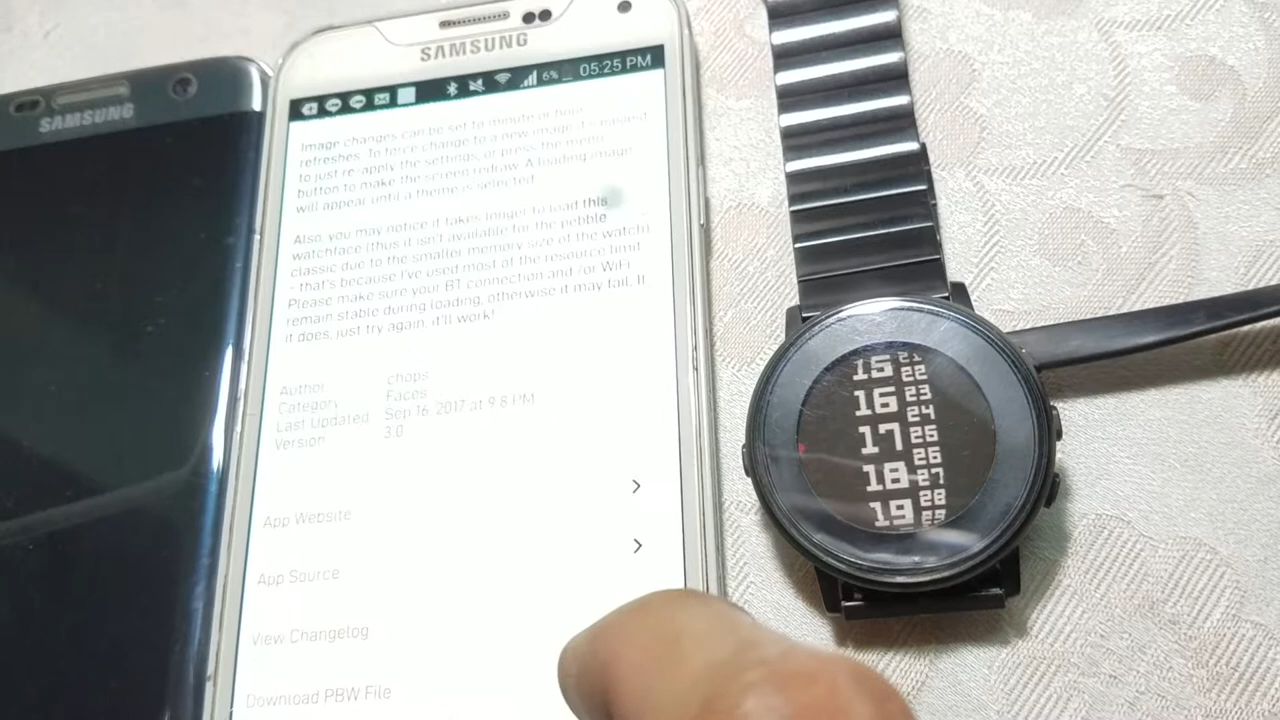 SAMSUNG
SAMSUNG
6% 05:25 PM
Image changes can be set to minute or hour
refreshes. To force change to a new image it's
to just re-apply the settings, or press the menu
button to make the screen redraw. A loading image
will appear until a theme is selected.
Also, you may notice it takes longer to load this
watchface (thus it isn't available for the pebble
classic due to the smaller memory size of the watch)
- that's because I've used most of the resource limit.
Please make sure your BT connection and /or WiFi
remain stable during loading, otherwise it may fail. If
it does, just try again, it'll work!
Author chops
Category Faces
Last Updated Sep 16, 2017 at 9:8 PM
Version 3.0
App Website
App Source
View Changelog
Download PBW File
15 21
22
16 23
24
17 25
26
18 27
28
19 29